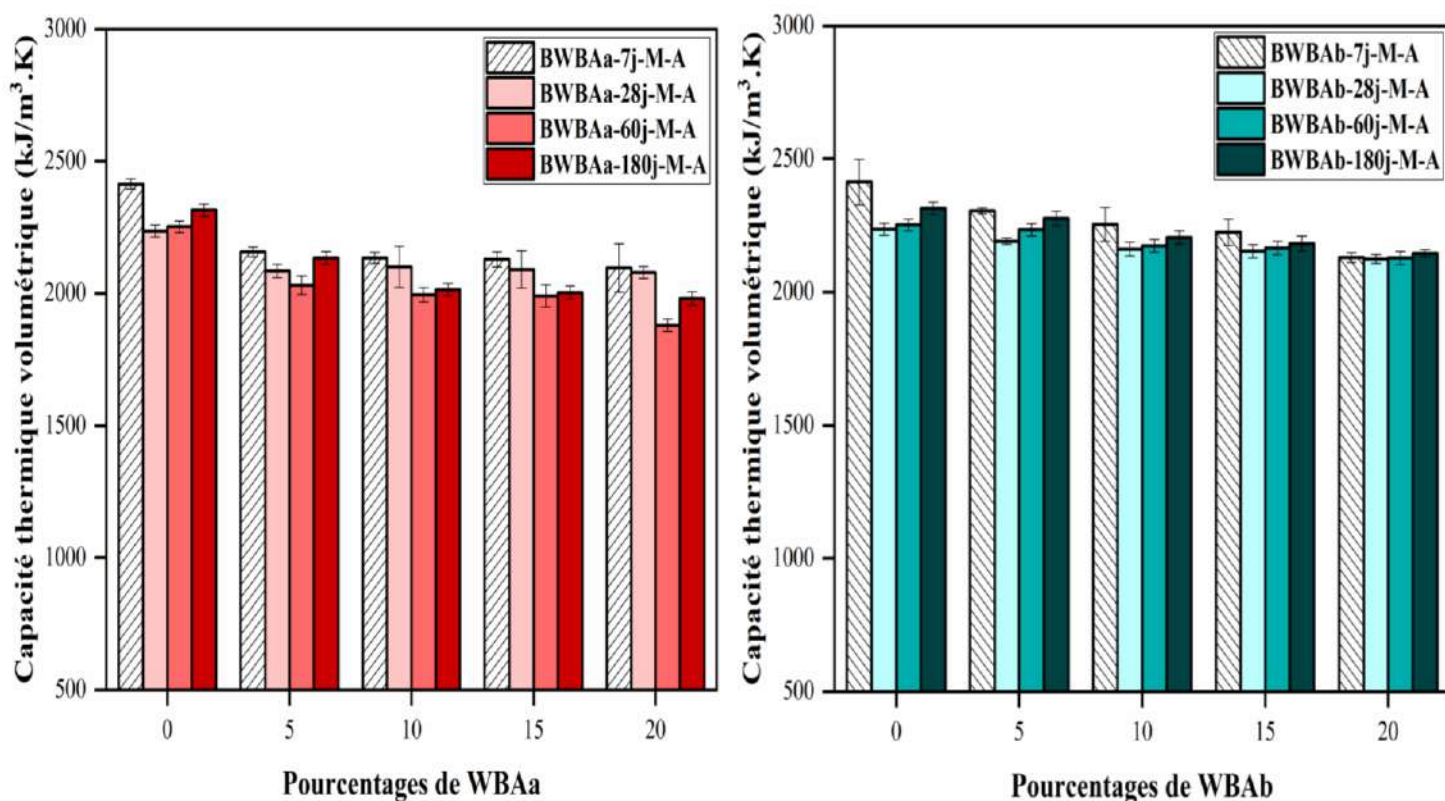 Capacité thermique volumétrique (kJ/m³.K)
3000
2500
2000
1500
1000
500
BWBAa-7j-M-A
BWBAa-28j-M-A
BWBAa-60j-M-A
BWBAa-180j-M-A
0 5 10 15 20
Pourcentages de WBAa
Capacité thermique volumétrique (kJ/m³.K)
3000
2500
2000
1500
1000
500
BWBAb-7j-M-A
BWBAb-28j-M-A
BWBAb-60j-M-A
BWBAb-180j-M-A
0 5 10 15 20
Pourcentages de WBAb